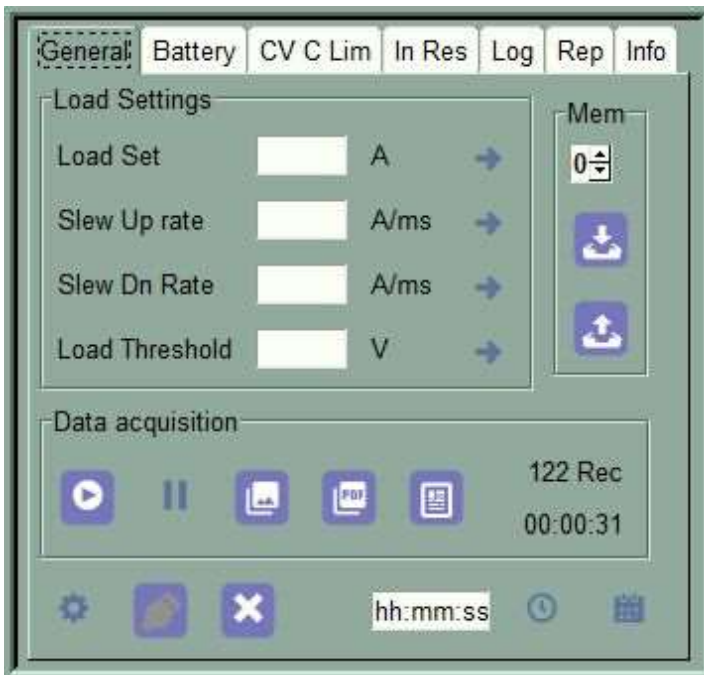 General Battery CV C Lim In Res Log Rep Info
Load Settings
Mem
Load Set A
0
Slew Up rate A/ms
Slew Dn Rate A/ms
Load Threshold V
Data acquisition
PDF
122 Rec
00:00:31
hh:mm:ss